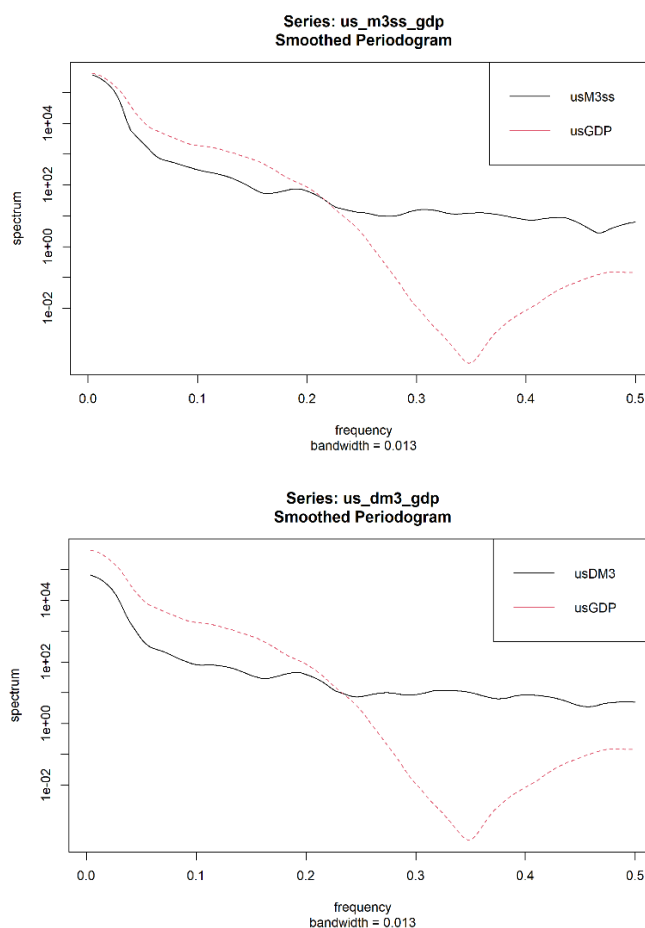 Series: us_m3ss_gdp
Smoothed Periodogram
usM3ss
usGDP
spectrum
1e+04
1e+02
1e+00
1e-02
0.0 0.1 0.2 0.3 0.4 0.5
frequency
bandwidth = 0.013
Series: us_dm3_gdp
Smoothed Periodogram
usDM3
usGDP
spectrum
1e+04
1e+02
1e+00
1e-02
0.0 0.1 0.2 0.3 0.4 0.5
frequency
bandwidth = 0.013